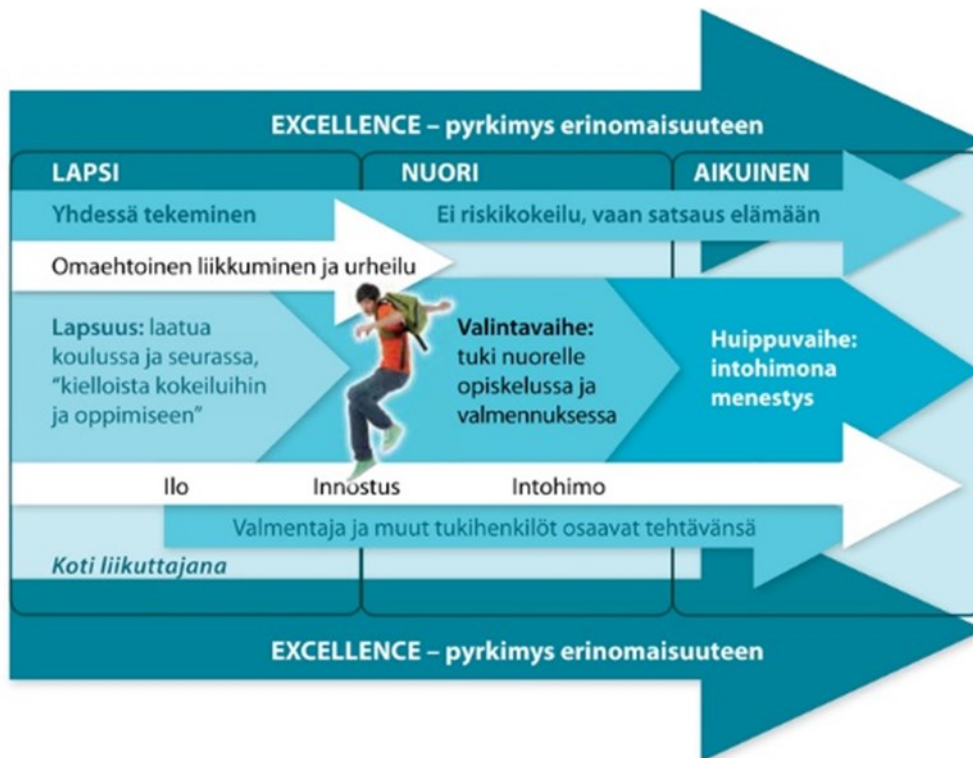 EXCELLENCE – pyrkimys erinomaisuuteen
LAPSI
NUORI
AIKUINEN
Yhdessä tekeminen
Ei riskikokeilu, vaan satsaus elämään
Omaehtoinen liikkuminen ja urheilu
Lapsuus: laatua
koulussa ja seurassa,
”kielloista kokeiluihin
ja oppimiseen”
Valintavaihe:
tuki nuorelle
opiskelussa ja
valmennuksessa
Huippuvaihe:
intohimona
menestys
Ilo
Innostus
Intohimo
Valmentaja ja muut tukihenkilöt osaavat tehtävänsä
Koti liikuttajana
EXCELLENCE – pyrkimys erinomaisuuteen